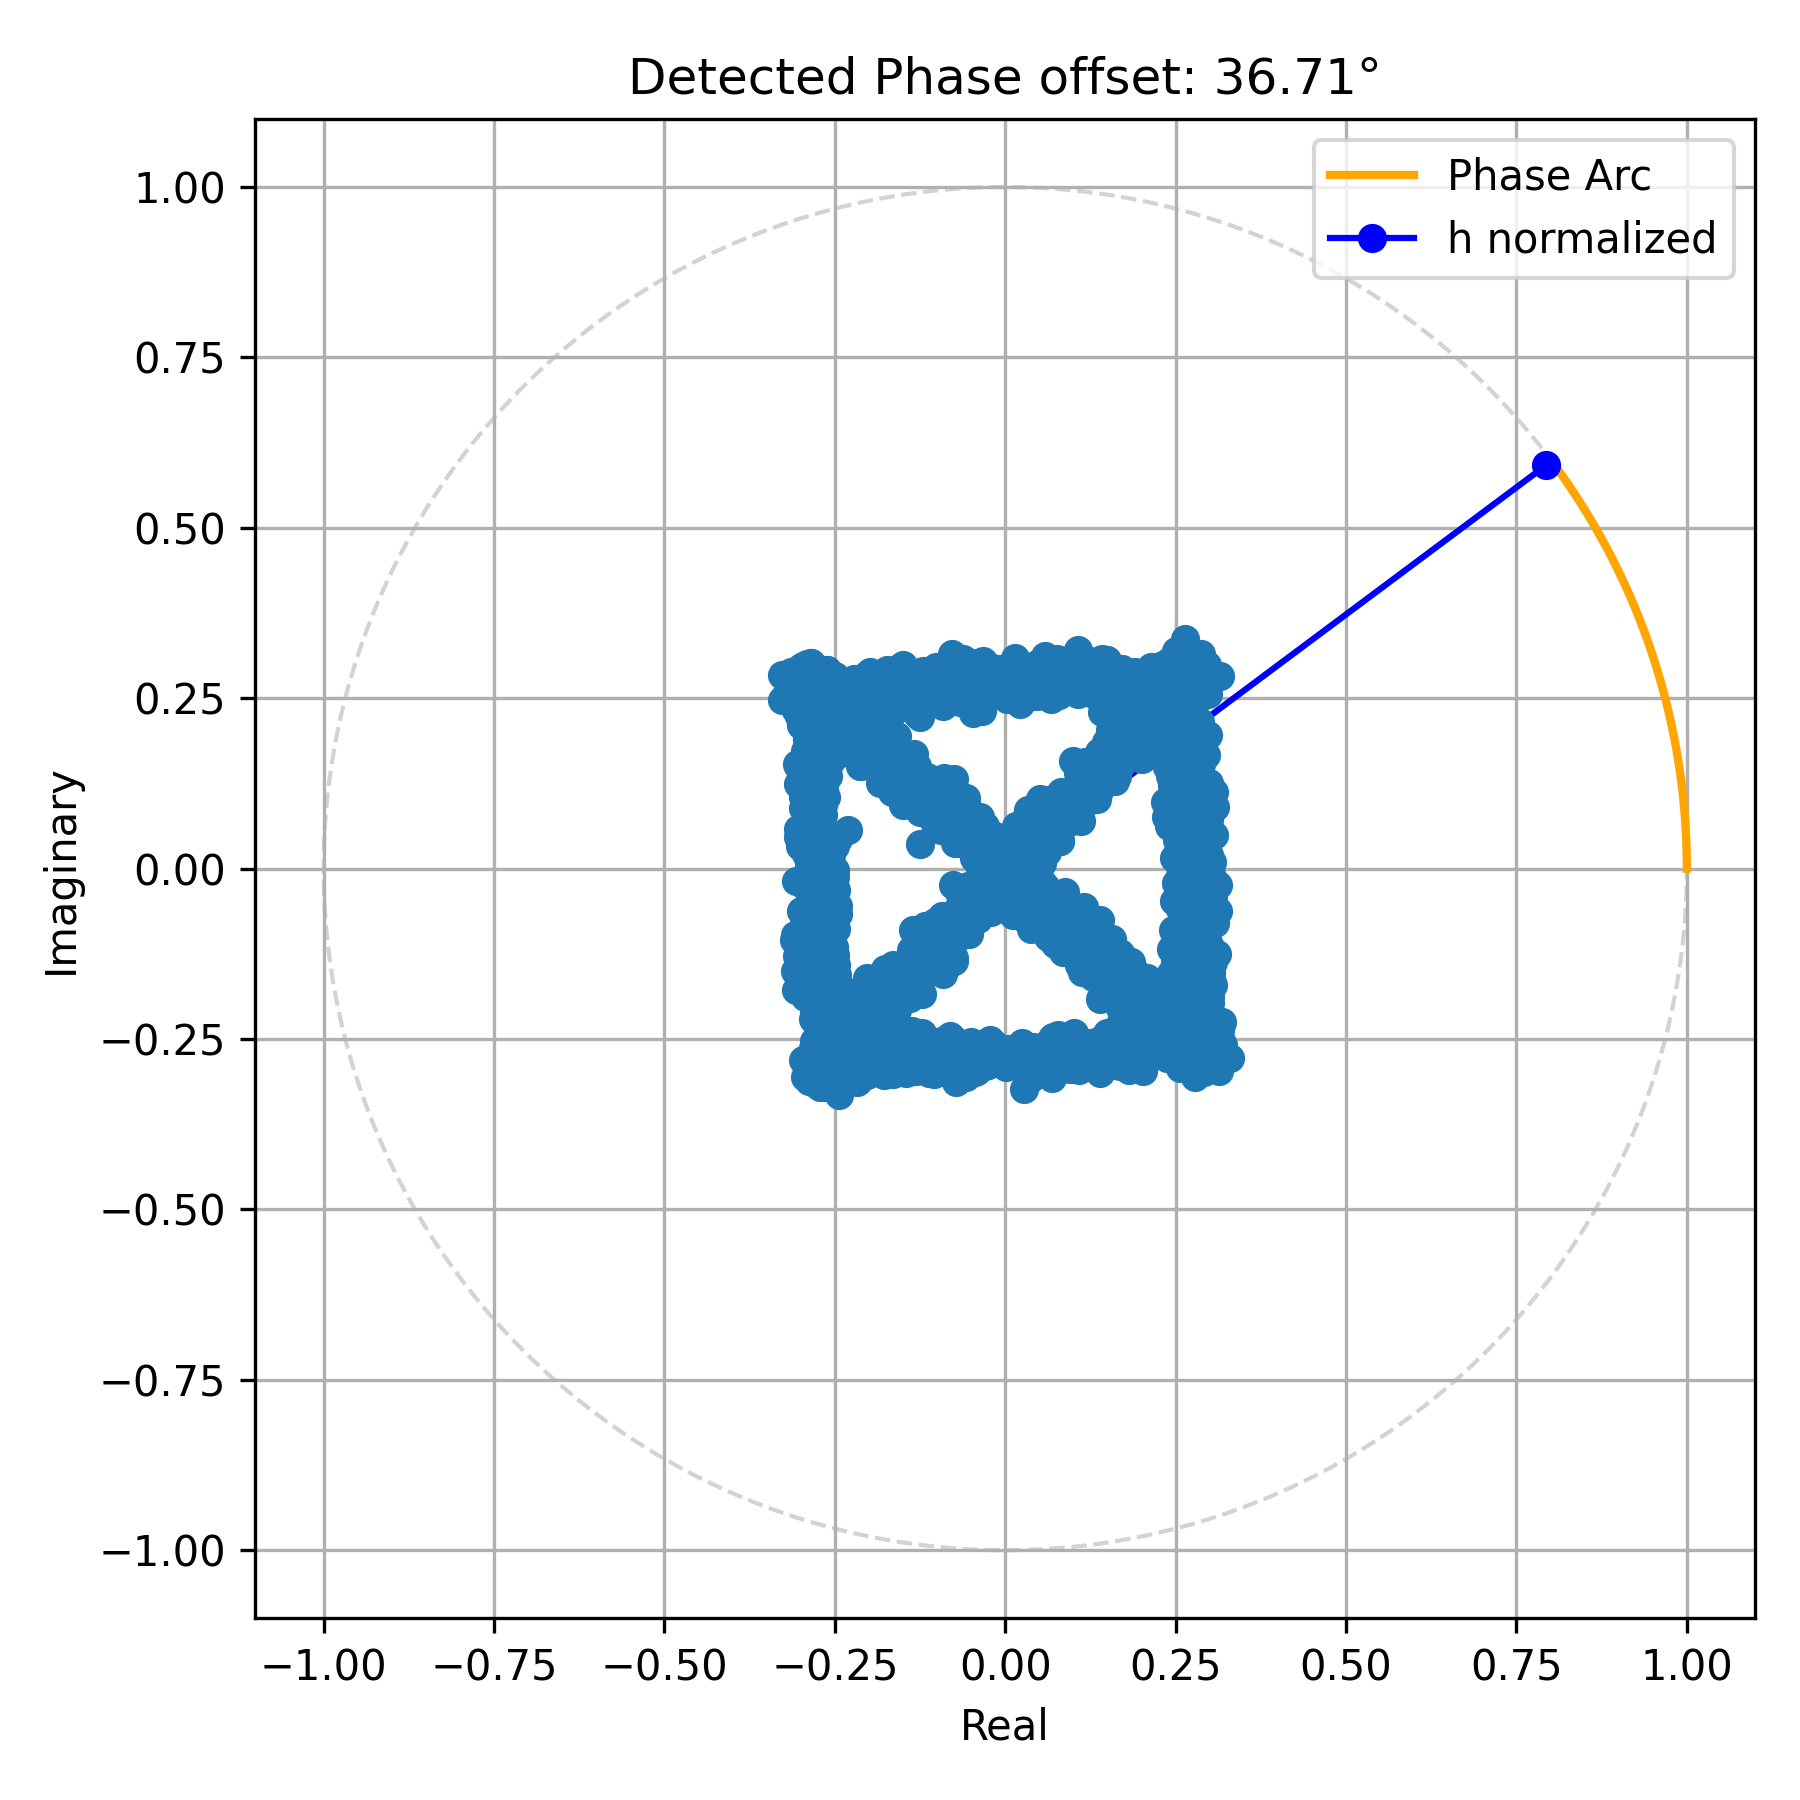 Detected Phase offset: 36.71°
Phase Arc
h normalized
1.00
0.75
0.50
0.25
0.00
−0.25
−0.50
−0.75
−1.00
Imaginary
−1.00 −0.75 −0.50 −0.25 0.00 0.25 0.50 0.75 1.00
Real